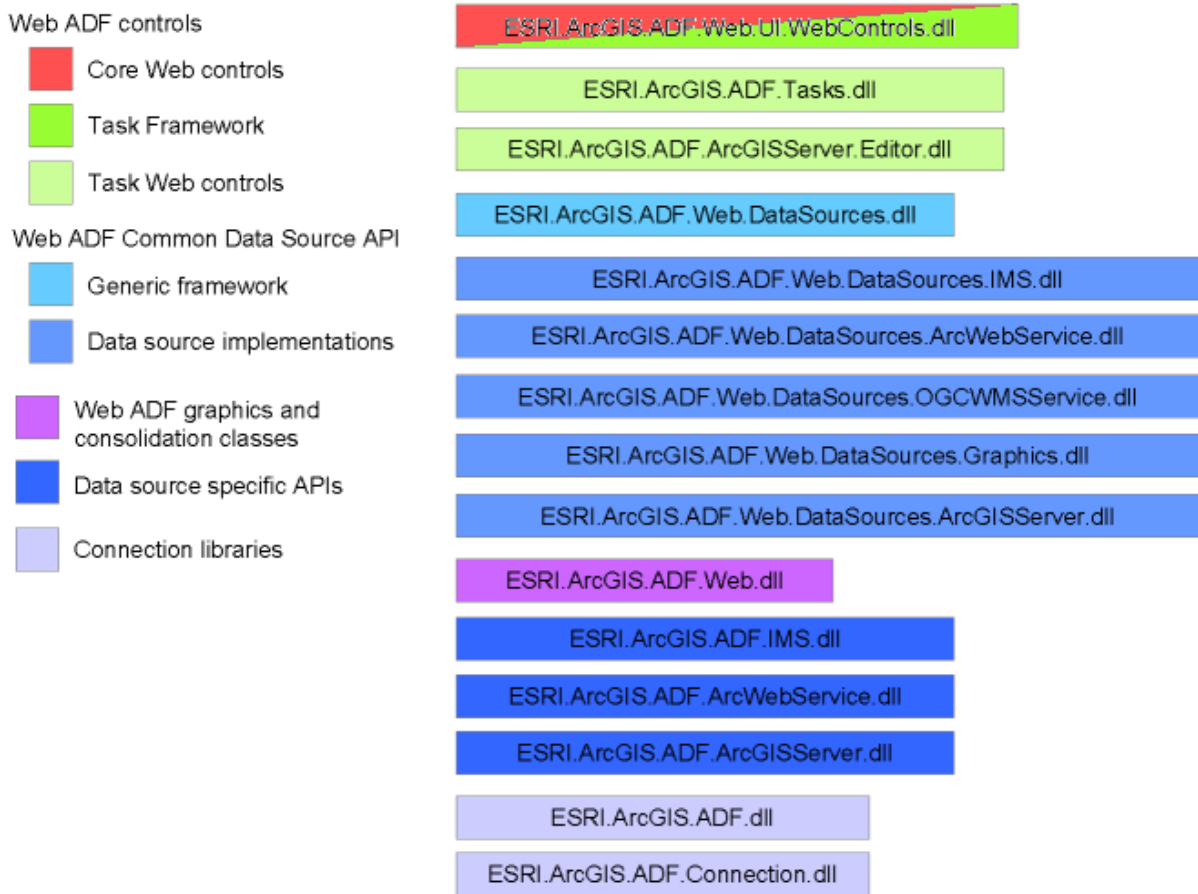 Web ADF controls
Core Web controls
Task Framework
Task Web controls
Web ADF Common Data Source API
Generic framework
Data source implementations
Web ADF graphics and
consolidation classes
Data source specific APIs
Connection libraries
ESRI.ArcGIS.ADF.Web.UI.WebControls.dll
ESRI.ArcGIS.ADF.Tasks.dll
ESRI.ArcGIS.ADF.ArcGISServer.Editor.dll
ESRI.ArcGIS.ADF.Web.DataSources.dll
ESRI.ArcGIS.ADF.Web.DataSources.IMS.dll
ESRI.ArcGIS.ADF.Web.DataSources.ArcWebService.dll
ESRI.ArcGIS.ADF.Web.DataSources.OGCWMSService.dll
ESRI.ArcGIS.ADF.Web.DataSources.Graphics.dll
ESRI.ArcGIS.ADF.Web.DataSources.ArcGISServer.dll
ESRI.ArcGIS.ADF.Web.dll
ESRI.ArcGIS.ADF.IMS.dll
ESRI.ArcGIS.ADF.ArcWebService.dll
ESRI.ArcGIS.ADF.ArcGISServer.dll
ESRI.ArcGIS.ADF.dll
ESRI.ArcGIS.ADF.Connection.dll